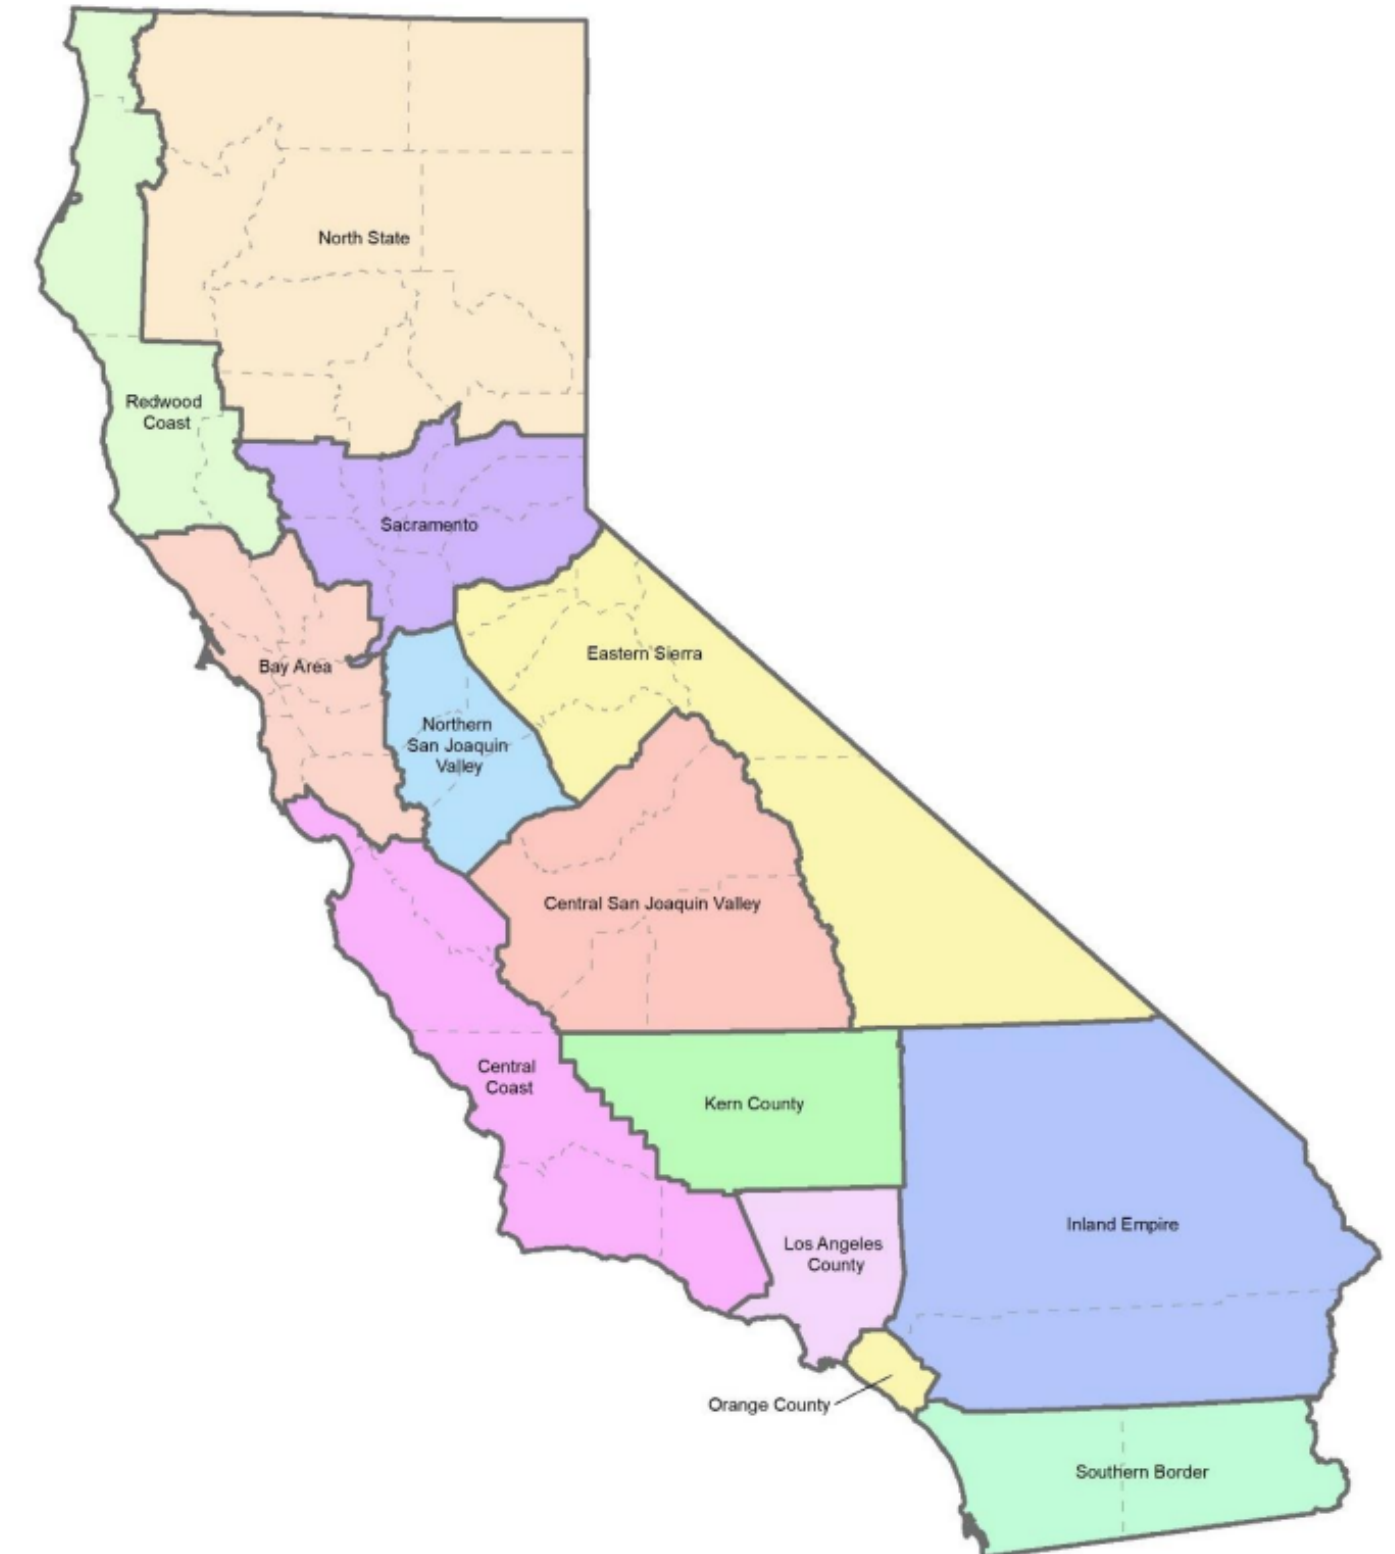 North State
Redwood
Coast
Sacramento
Eastern Sierra
Bay Area
Northern
San Joaquin
Valley
Central San Joaquin Valley
Central
Coast
Kern County
Inland Empire
Los Angeles
County
Orange County
Southern Border